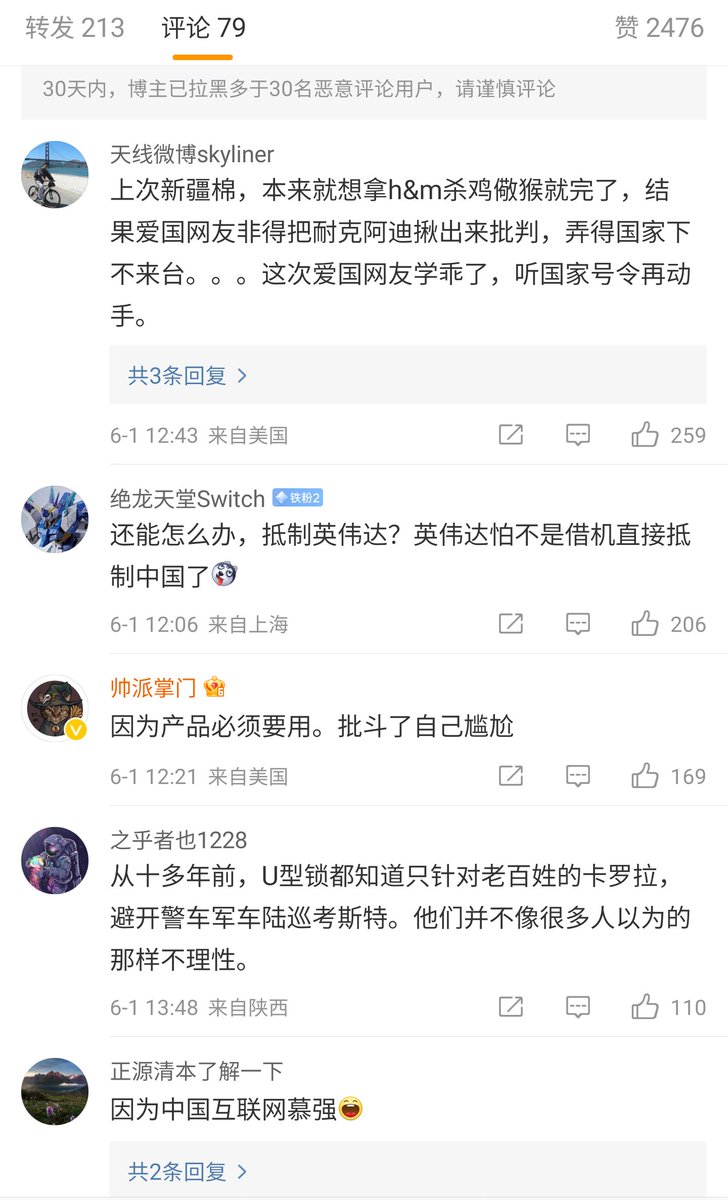 转发 213 评论 79 赞 2476
30天内，博主已拉黑多于30名恶意评论用户，请谨慎评论
天线微博skyliner
上次新疆棉，本来就想拿h&m杀鸡儆猴就完了，结
果爱国网友非得把耐克阿迪揪出来批判，弄得国家下
不来台。。。这次爱国网友学乖了，听国家号令再动
手。
共3条回复
6-1 12:43 来自美国 259
绝龙天堂Switch 铁粉2
还能怎么办，抵制英伟达？英伟达怕不是借机直接抵
制中国了
6-1 12:06 来自上海 206
帅派掌门
因为产品必须要用。批斗了自己尴尬
6-1 12:21 来自美国 169
之乎者也1228
从十多年前，U型锁都知道只针对老百姓的卡罗拉，
避开警车军车陆巡考斯特。他们并不像很多人以为的
那样不理性。
6-1 13:48 来自陕西 110
正源清本了解一下
因为中国互联网慕强
共2条回复